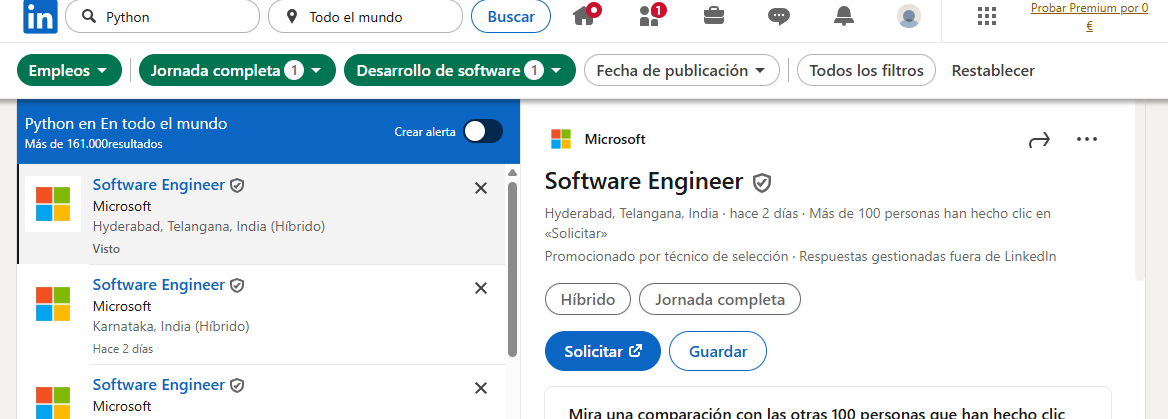 in
Python
Todo el mundo
Buscar
1
Probar Premium por 0
€
Empleos
Jornada completa 1
Desarrollo de software 1
Fecha de publicación
Todos los filtros
Restablecer
Python en En todo el mundo
Más de 161.000resultados
Crear alerta
Software Engineer
Microsoft
Hyderabad, Telangana, India (Híbrido)
Visto
Software Engineer
Microsoft
Karnataka, India (Híbrido)
Hace 2 días
Software Engineer
Microsoft
Microsoft
Software Engineer
Hyderabad, Telangana, India · hace 2 días · Más de 100 personas han hecho clic en
«Solicitar»
Promocionado por técnico de selección · Respuestas gestionadas fuera de LinkedIn
Híbrido
Jornada completa
Solicitar
Guardar
Mira una comparación con las otras 100 personas que han hecho clic